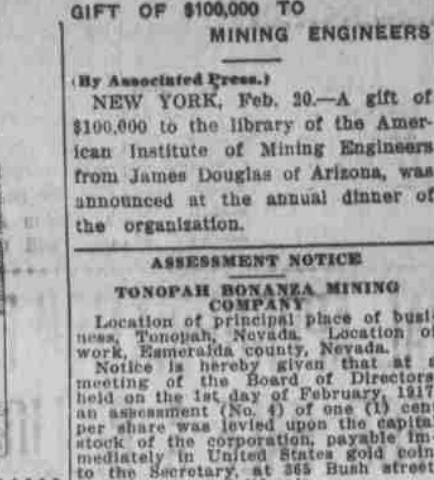 GIFT OF $100,000 TO
MINING ENGINEERS
(By Associated Press.)
NEW YORK, Feb. 20.—A gift of
$100,000 to the library of the Amer-
ican Institute of Mining Engineers
from James Douglas of Arizona, was
announced at the annual dinner of
the organization.
ASSESSMENT NOTICE
TONOPAH BONANZA MINING
COMPANY
Location of principal place of busi
ness, Tonopah, Nevada. Location of
work, Esmeralda county, Nevada.
Notice is hereby given that at a
meeting of the Board of Directors
held on the 1st day of February, 1917
an assessment (No. 4) of one (1) cent
per share was levied upon the capital
stock of the corporation, payable im-
mediately in United States gold coin
to the Secretary, at 365 Bush street